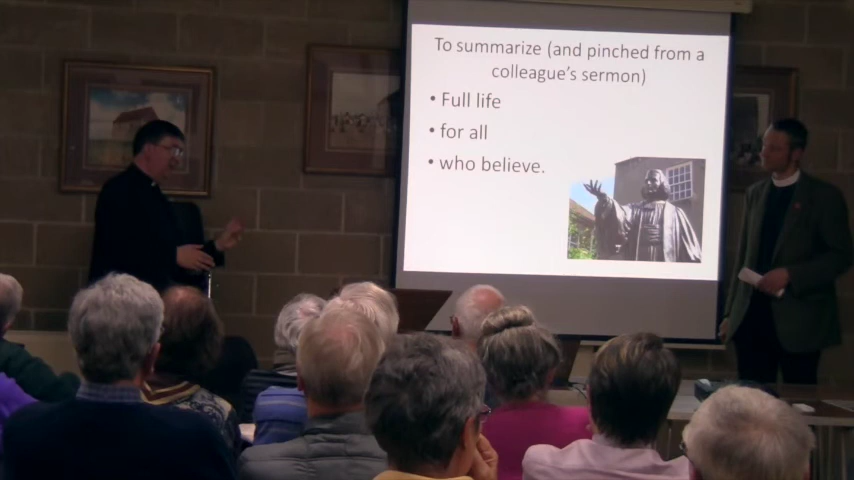 To summarize (and pinched from a
colleague's sermon)
• Full life
• for all
• who believe.